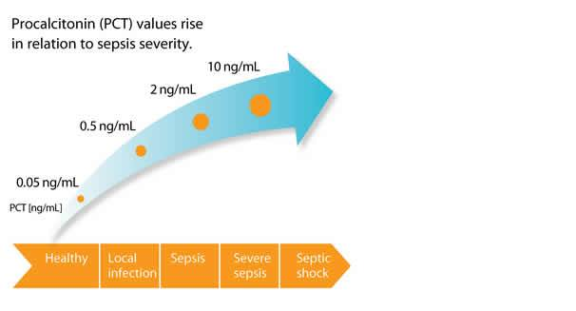 Procalcitonin (PCT) values rise
in relation to sepsis severity.
10 ng/mL
2 ng/mL
0.5 ng/mL
0.05 ng/mL
PCT [ng/mL]
Healthy
Local
infection
Sepsis
Severe
sepsis
Septic
shock